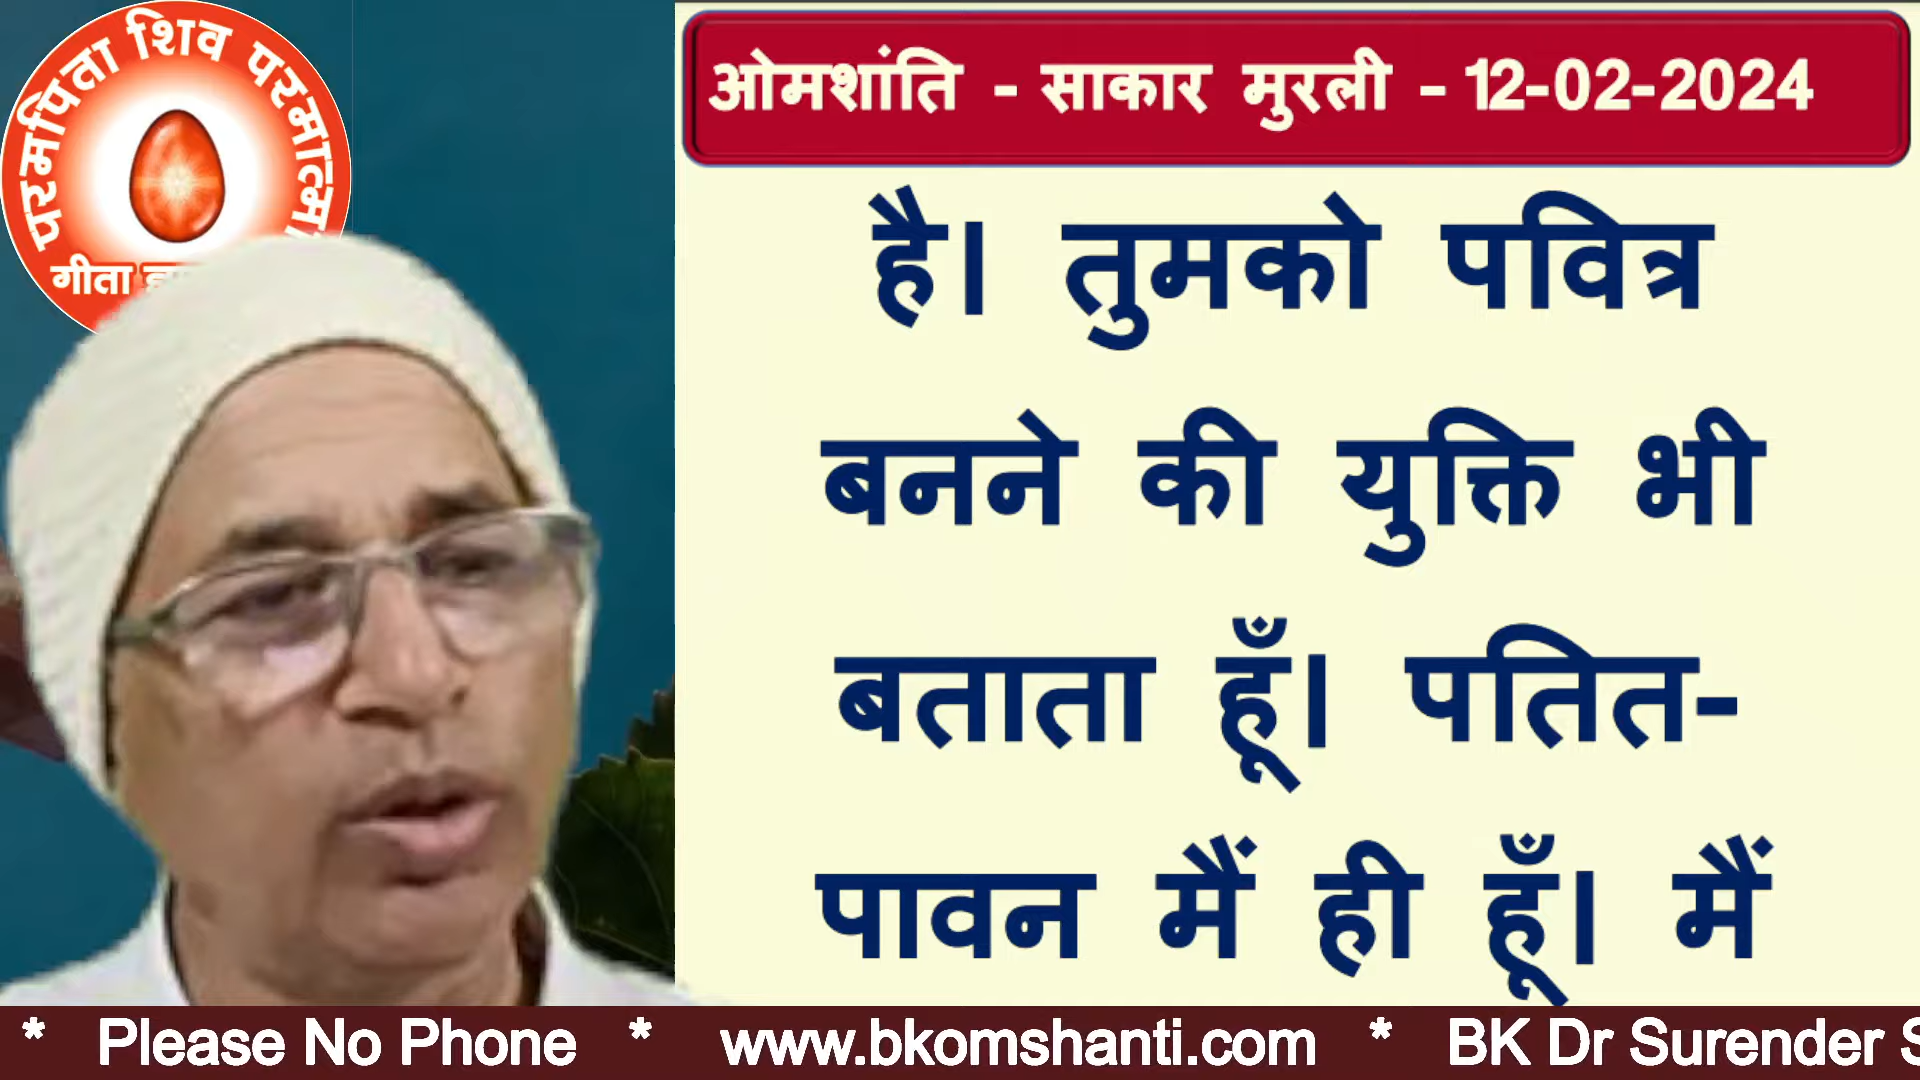 परमपिता शिव परमात्मा
गीता
ओमशांति - साकार मुरली - 12-02-2024
है। तुमको पवित्र
बनने की युक्ति भी
बताता हूँ। पतित-
पावन मैं ही हूँ। मैं
* Please No Phone * www.bkomshanti.com * BK Dr Surender S